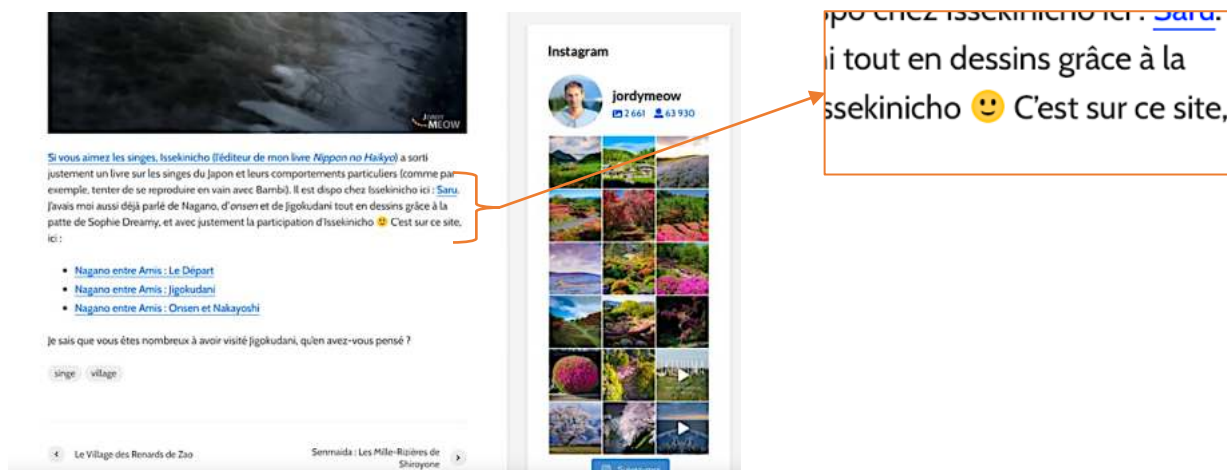 JORDY
MEOW
Si vous aimez les singes, Issekinicho (l'éditeur de mon livre Nippon no Haikyo) a sorti
justement un livre sur les singes du Japon et leurs comportements particuliers (comme par
exemple, tenter de se reproduire en vain avec Bambi). Il est dispo chez Issekinicho ici : Saru.
J'avais moi aussi déjà parlé de Nagano, d'onsen et de Jigokudani tout en dessins grâce à la
patte de Sophie Dreamy, et avec justement la participation d'Issekinicho 🙂 C'est sur ce site,
ici :
• Nagano entre Amis : Le Départ
• Nagano entre Amis : Jigokudani
• Nagano entre Amis : Onsen et Nakayoshi
Je sais que vous êtes nombreux à avoir visité Jigokudani, qu'en avez-vous pensé ?
singe village
Le Village des Renards de Zao
Senmaida : Les Mille-Rizières de
Shiroyone
Instagram
jordymeow
2 661 63 930
spo chez Issekinicho ici : Saru.
i tout en dessins grâce à la
ssekinicho 🙂 C'est sur ce site,